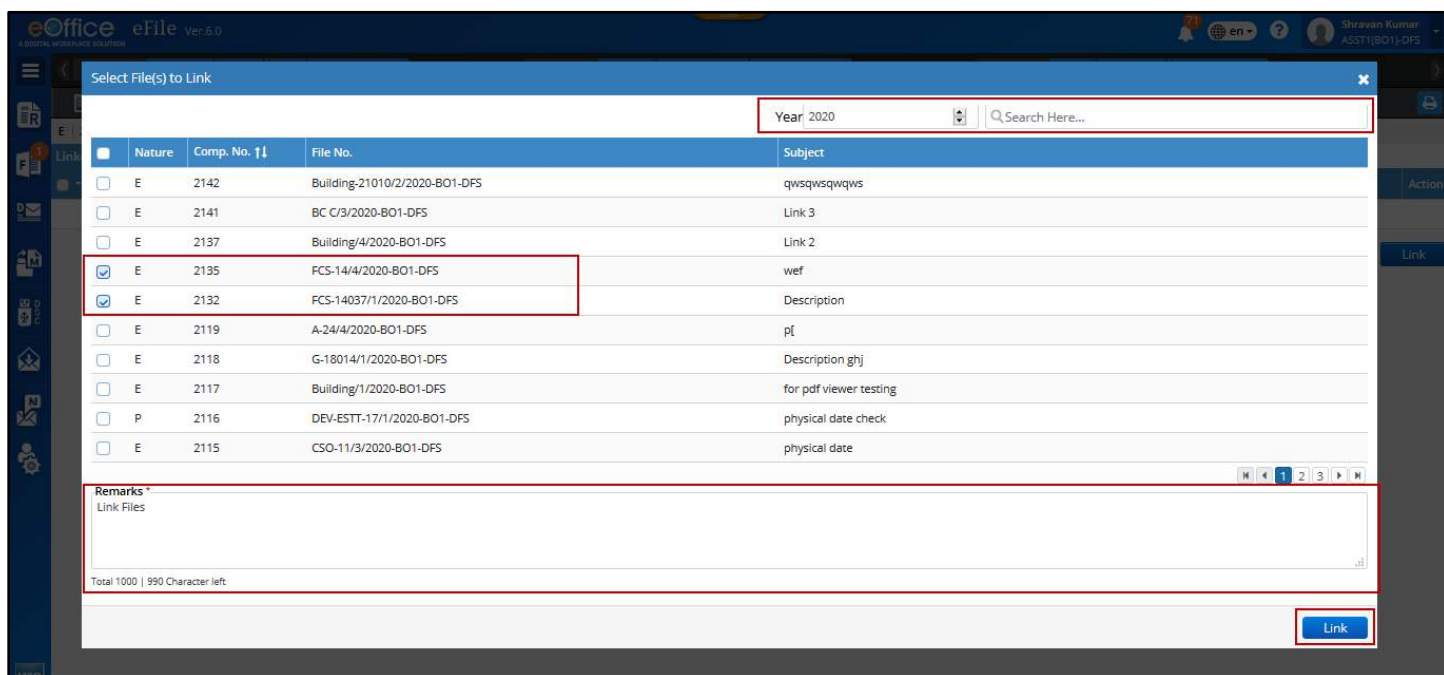 eOffice eFile Ver.6.0 71 en ? Shravan Kumar
A DIGITAL WORKPLACE SOLUTION ASST1(BO1)-DFS
Select File(s) to Link
Year 2020 Search Here...
Nature Comp. No. File No. Subject
E 2142 Building-21010/2/2020-BO1-DFS qwsqwsqwqws
E 2141 BC C/3/2020-BO1-DFS Link 3
E 2137 Building/4/2020-BO1-DFS Link 2
E 2135 FCS-14/4/2020-BO1-DFS wef
E 2132 FCS-14037/1/2020-BO1-DFS Description
E 2119 A-24/4/2020-BO1-DFS p[
E 2118 G-18014/1/2020-BO1-DFS Description ghj
E 2117 Building/1/2020-BO1-DFS for pdf viewer testing
P 2116 DEV-ESTT-17/1/2020-BO1-DFS physical date check
E 2115 CSO-11/3/2020-BO1-DFS physical date
1 2 3
Remarks *
Link Files
Total 1000 | 990 Character left
Link
Action
Link